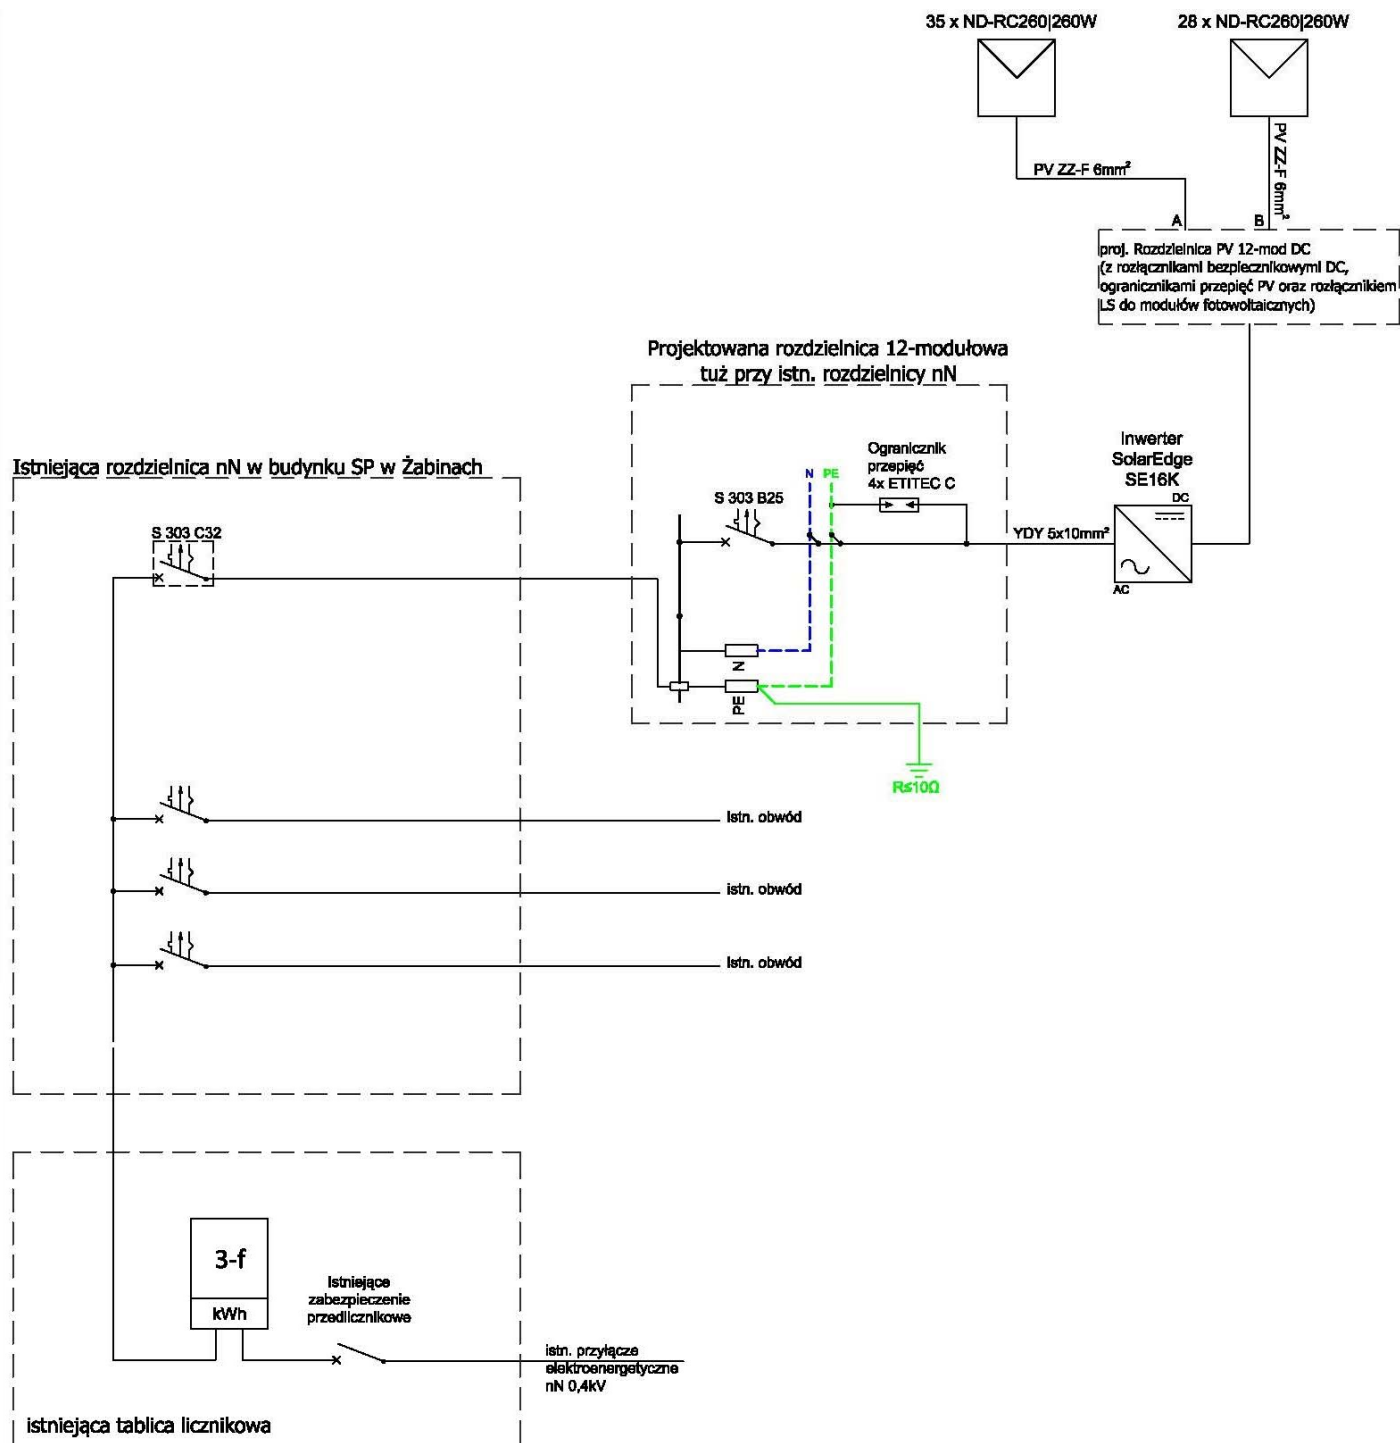 35 x ND-RC260|260W
28 x ND-RC260|260W
PV ZZ-F 6mm²
PV ZZ-F 6mm²
A
B
proj. Rozdzielnica PV 12-mod DC
(z rozłącznikami bezpiecznikowymi DC,
ogranicznikami przepięć PV oraz rozłącznikiem
LS do modułów fotowoltaicznych)
Projektowana rozdzielnica 12-modułowa
tuż przy istn. rozdzielnicy nN
Ogranicznik
przepięć
4x ETITEC C
N
PE
S 303 B25
YDY 5x10mm²
Inwerter
SolarEdge
SE16K
DC
AC
N
PE
R≤10Ω
Istniejąca rozdzielnica nN w budynku SP w Żabinach
S 303 C32
istn. obwód
istn. obwód
istn. obwód
3-f
kWh
Istniejące
zabezpieczenie
przedlicznikowe
istn. przyłącze
elektroenergetyczne
nN 0,4kV
istniejąca tablica licznikowa